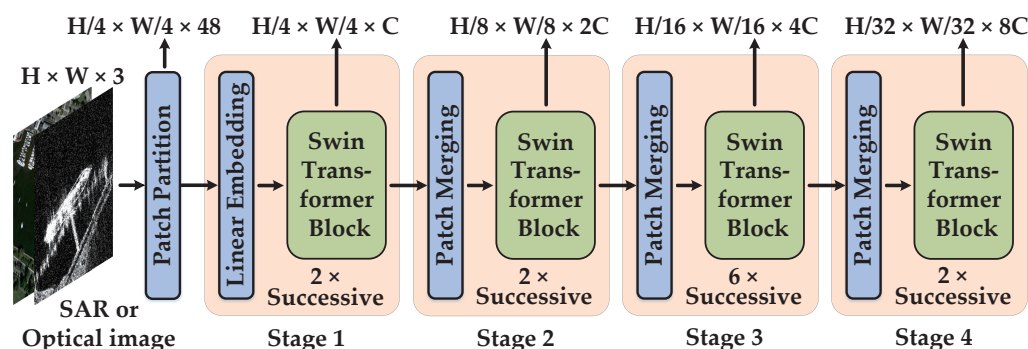 H/4 × W/4 × 48
H/4 × W/4 × C
H/8 × W/8 × 2C
H/16 × W/16 × 4C
H/32 × W/32 × 8C
H × W × 3
Patch Partition
Linear Embedding
Swin
Trans-
former
Block
2 ×
Successive
Patch Merging
Swin
Trans-
former
Block
2 ×
Successive
Patch Merging
Swin
Trans-
former
Block
6 ×
Successive
Patch Merging
Swin
Trans-
former
Block
2 ×
Successive
SAR or
Optical image
Stage 1
Stage 2
Stage 3
Stage 4